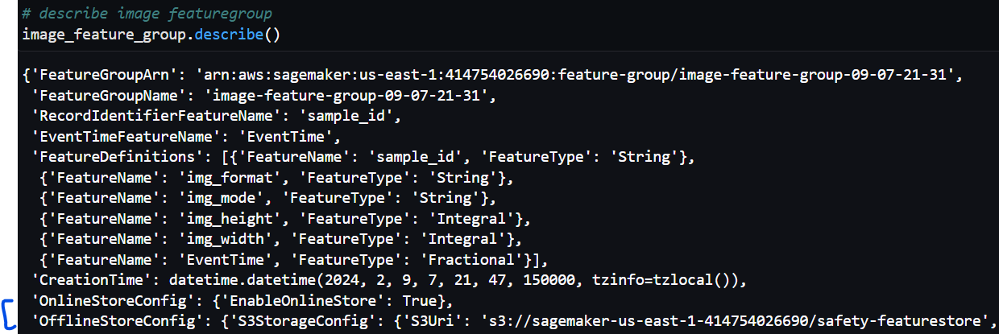 # describe image featuregroup
image_feature_group.describe()
{'FeatureGroupArn': 'arn:aws:sagemaker:us-east-1:414754026690:feature-group/image-feature-group-09-07-21-31',
'FeatureGroupName': 'image-feature-group-09-07-21-31',
'RecordIdentifierFeatureName': 'sample_id',
'EventTimeFeatureName': 'EventTime',
'FeatureDefinitions': [{'FeatureName': 'sample_id', 'FeatureType': 'String'},
{'FeatureName': 'img_format', 'FeatureType': 'String'},
{'FeatureName': 'img_mode', 'FeatureType': 'String'},
{'FeatureName': 'img_height', 'FeatureType': 'Integral'},
{'FeatureName': 'img_width', 'FeatureType': 'Integral'},
{'FeatureName': 'EventTime', 'FeatureType': 'Fractional'}],
'CreationTime': datetime.datetime(2024, 2, 9, 7, 21, 47, 150000, tzinfo=tzlocal()),
'OnlineStoreConfig': {'EnableOnlineStore': True},
'OfflineStoreConfig': {'S3StorageConfig': {'S3Uri': 's3://sagemaker-us-east-1-414754026690/safety-featurestore',